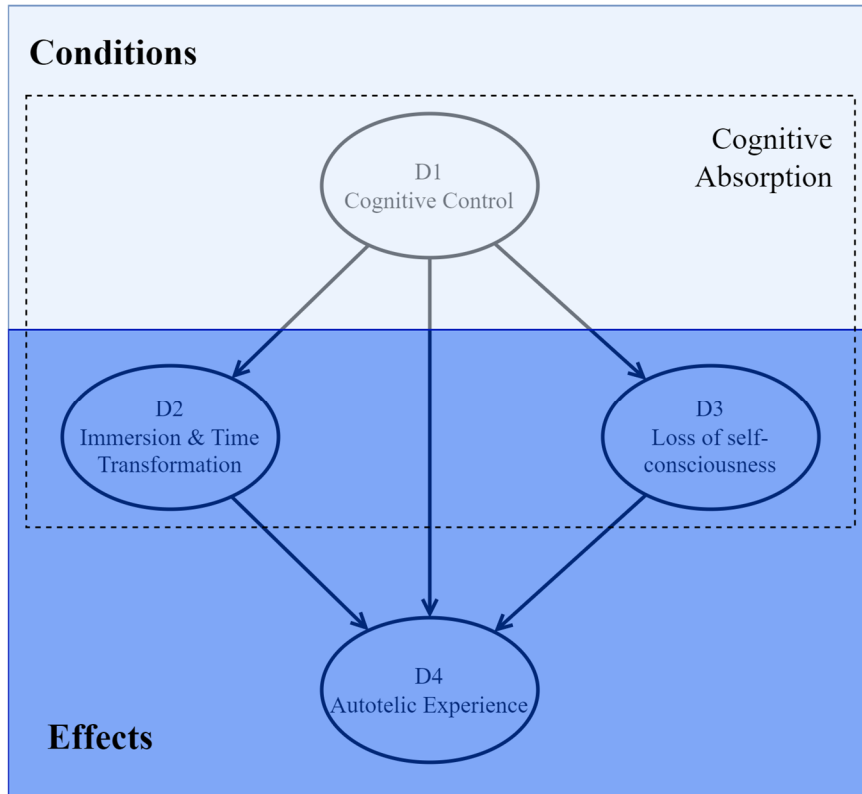 Conditions
Cognitive
Absorption
D1
Cognitive Control
D2
Immersion & Time
Transformation
D3
Loss of self-
consciousness
D4
Autotelic Experience
Effects